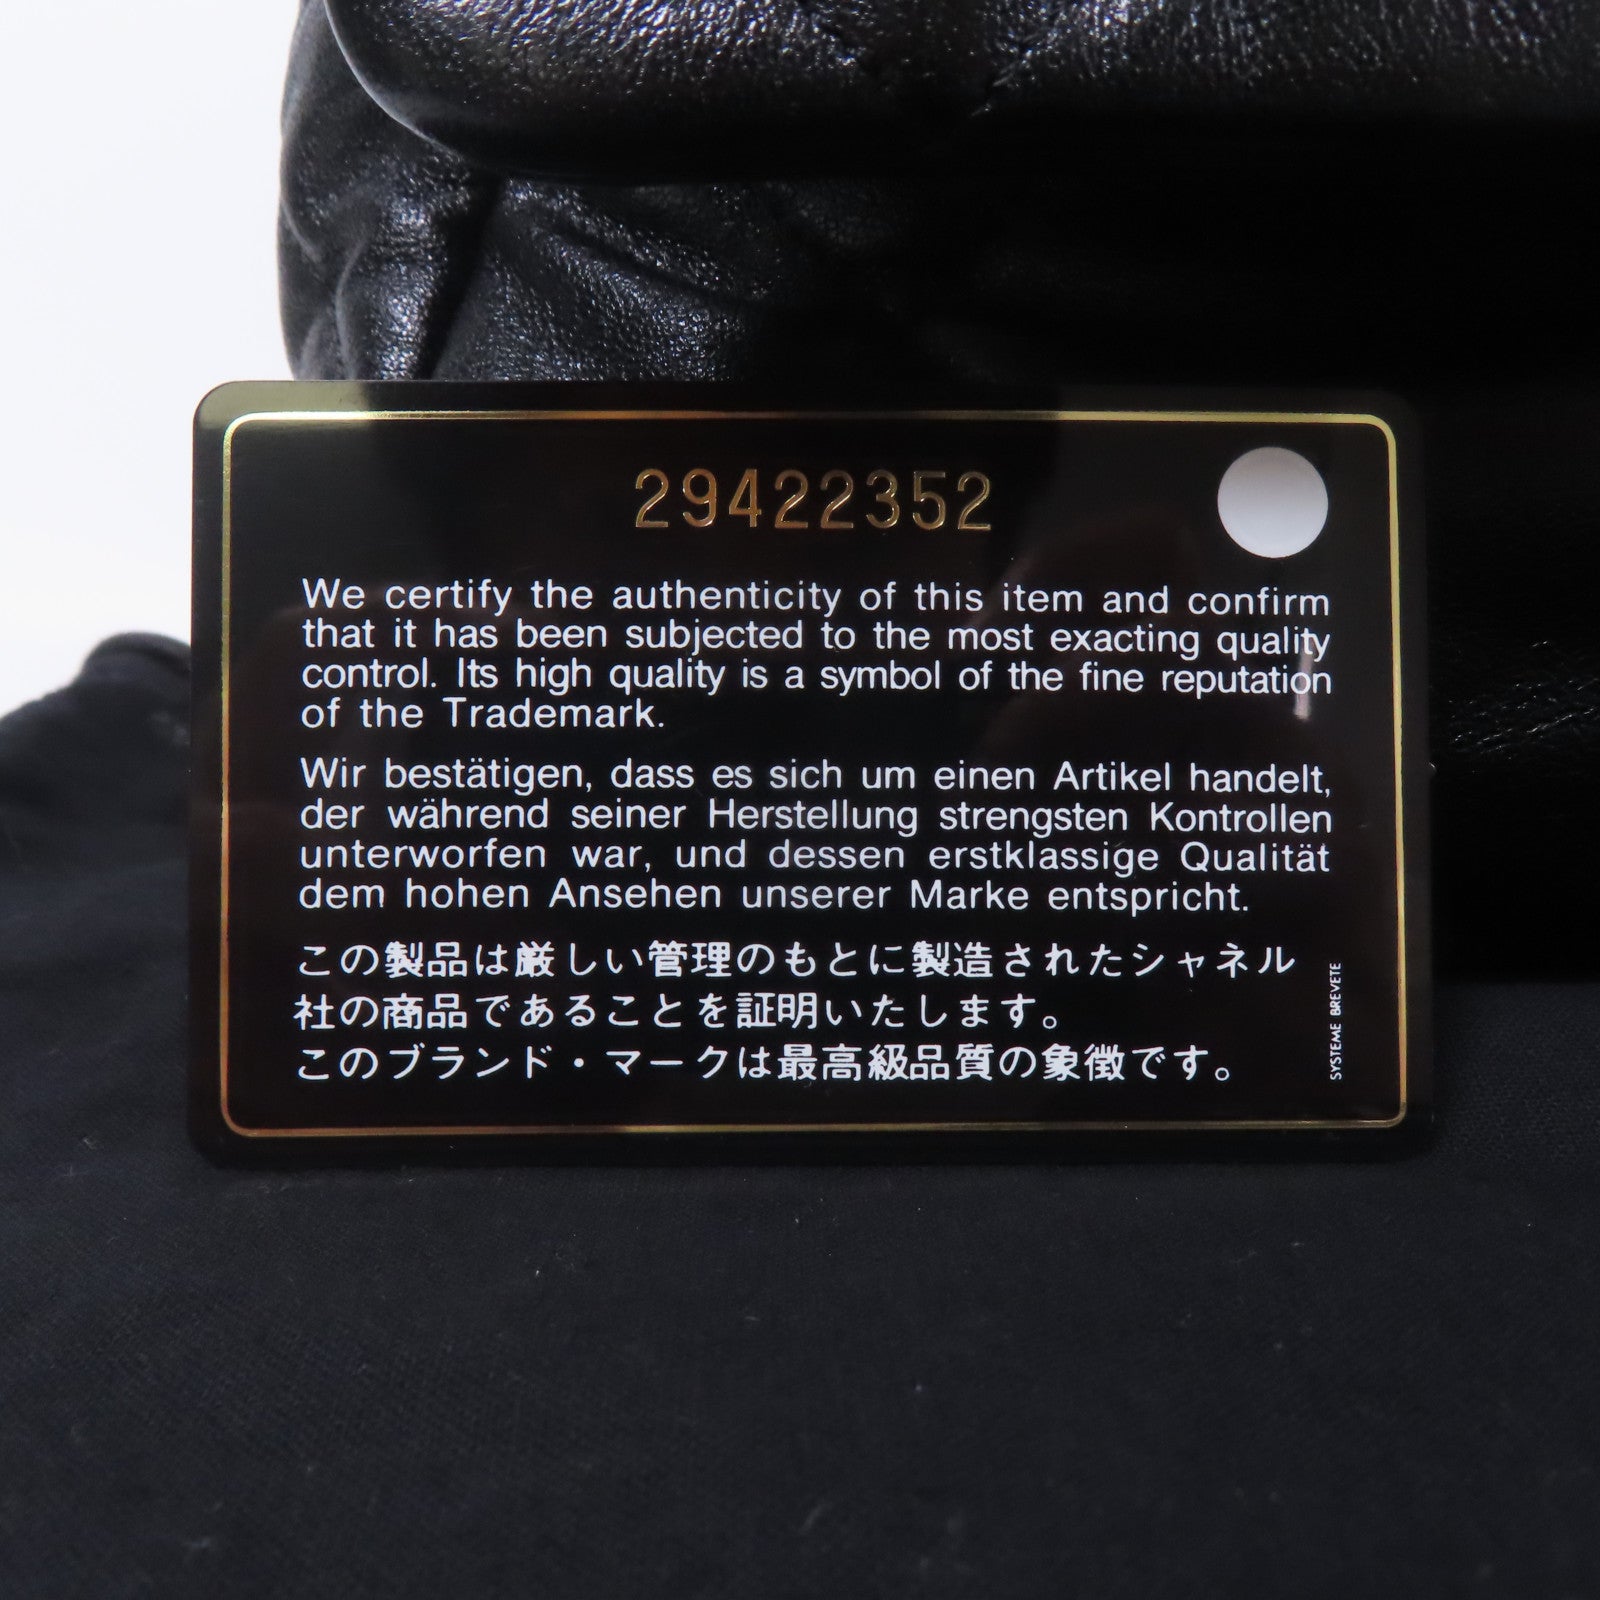 29422352
We certify the authenticity of this item and confirm
that it has been subjected to the most exacting quality
control. Its high quality is a symbol of the fine reputation
of the Trademark.
Wir bestätigen, dass es sich um einen Artikel handelt,
der während seiner Herstellung strengsten Kontrollen
unterworfen war, und dessen erstklassige Qualität
dem hohen Ansehen unserer Marke entspricht.
この製品は厳しい管理のもとに製造されたシャネル
社の商品であることを証明いたします。
このブランド・マークは最高級品質の象徴です。
SYSTEME BREVETE